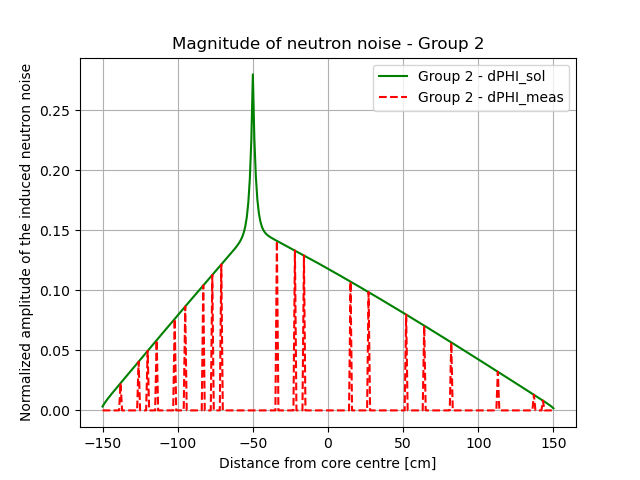 Magnitude of neutron noise - Group 2
Group 2 - dPHI_sol
Group 2 - dPHI_meas
Normalized amplitude of the induced neutron noise
0.25
0.20
0.15
0.10
0.05
0.00
−150 −100 −50 0 50 100 150
Distance from core centre [cm]